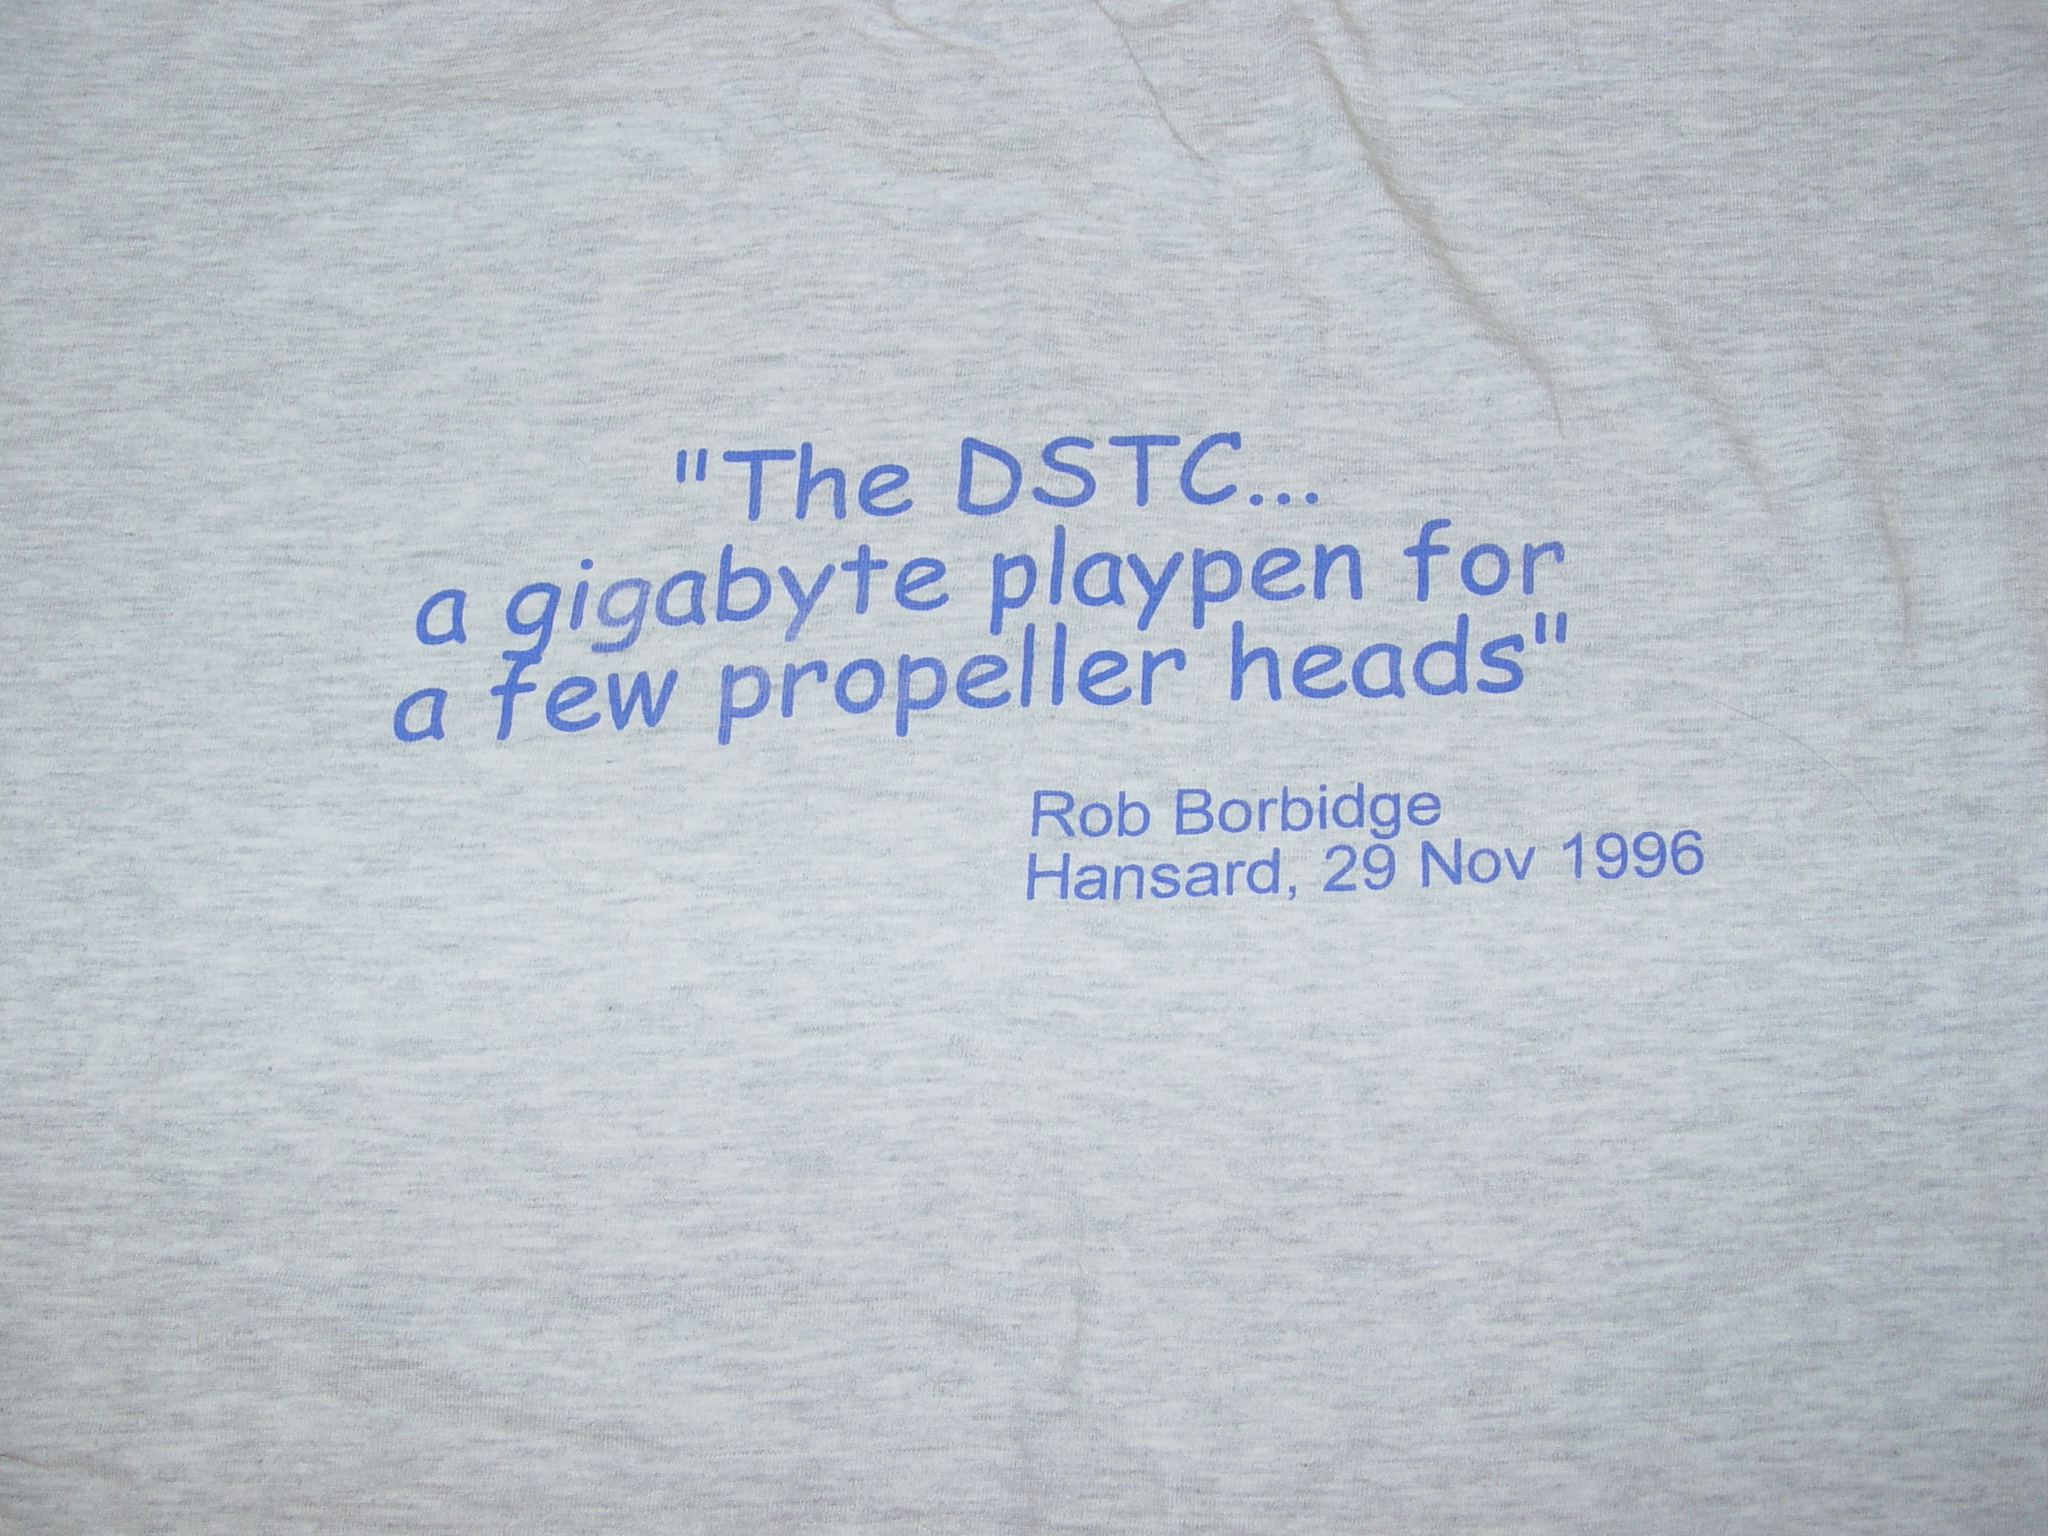 "The DSTC...
a gigabyte playpen for
a few propeller heads"
Rob Borbidge
Hansard, 29 Nov 1996